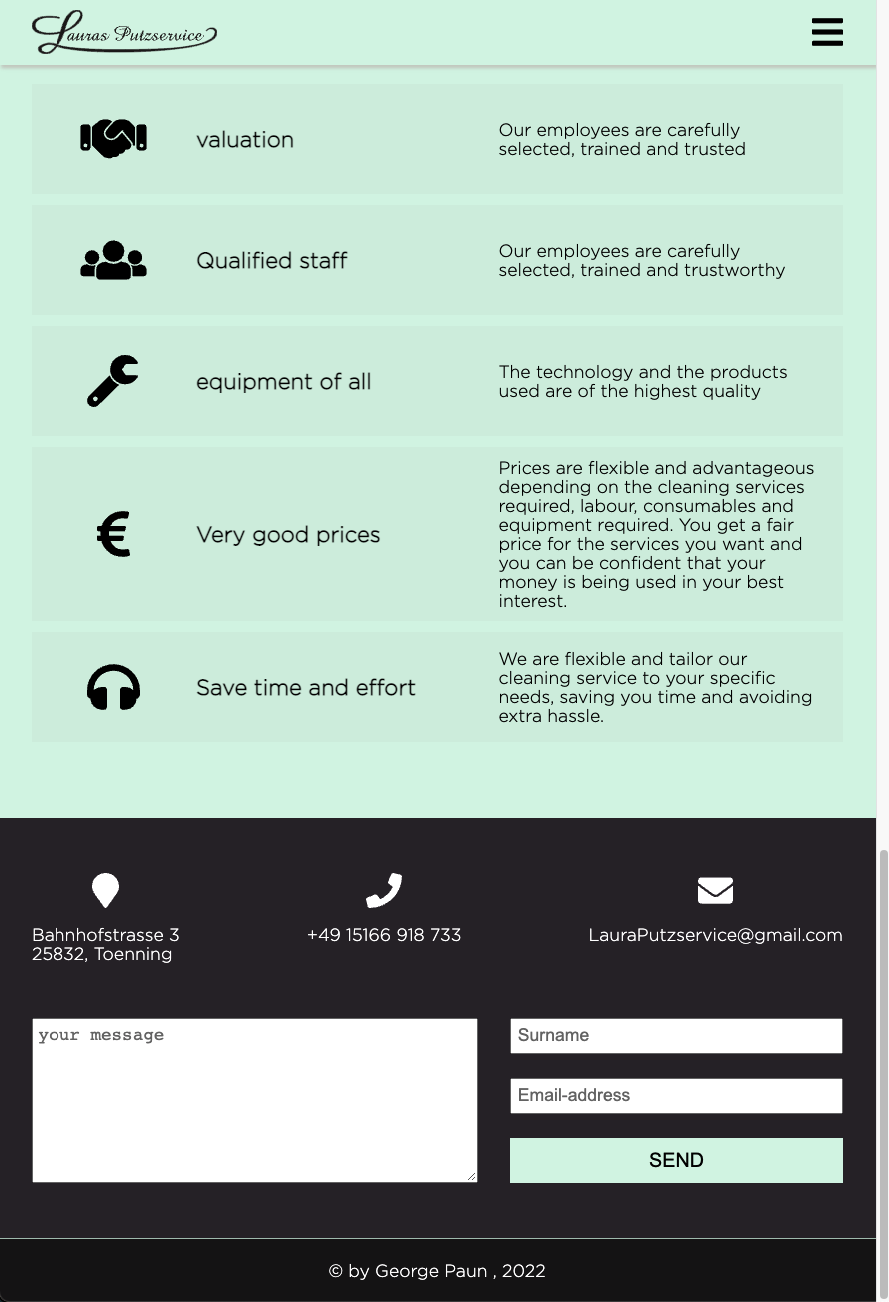 Lauras Putzservice
valuation
Our employees are carefully
selected, trained and trusted
Qualified staff
Our employees are carefully
selected, trained and trustworthy
equipment of all
The technology and the products
used are of the highest quality
Very good prices
Prices are flexible and advantageous
depending on the cleaning services
required, labour, consumables and
equipment required. You get a fair
price for the services you want and
you can be confident that your
money is being used in your best
interest.
Save time and effort
We are flexible and tailor our
cleaning service to your specific
needs, saving you time and avoiding
extra hassle.
Bahnhofstrasse 3
25832, Toenning
+49 15166 918 733
LauraPutzservice@gmail.com
your message
Surname
Email-address
SEND
© by George Paun , 2022